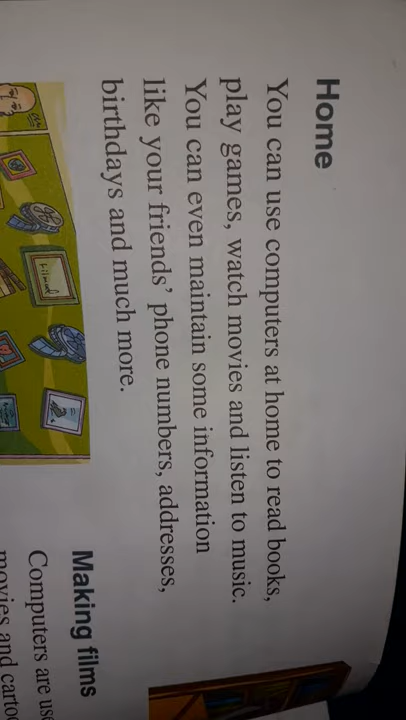 Home
You can use computers at home to read books,
play games, watch movies and listen to music.
You can even maintain some information
like your friends' phone numbers, addresses,
birthdays and much more.
Making films
Computers are
movies and